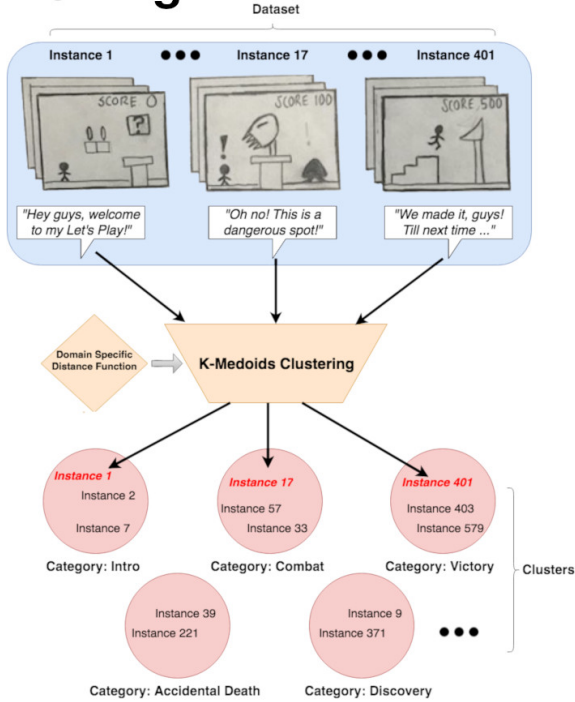 Dataset
Instance 1
Instance 17
Instance 401
SCORE 0
?
SCORE 100
!
!
SCORE 500
"Hey guys, welcome
to my Let's Play!"
"Oh no! This is a
dangerous spot!"
"We made it, guys!
Till next time ..."
Domain Specific
Distance Function
K-Medoids Clustering
Instance 1
Instance 2
Instance 7
Category: Intro
Instance 17
Instance 57
Instance 33
Category: Combat
Instance 401
Instance 403
Instance 579
Category: Victory
Clusters
Instance 39
Instance 221
Category: Accidental Death
Instance 9
Instance 371
Category: Discovery